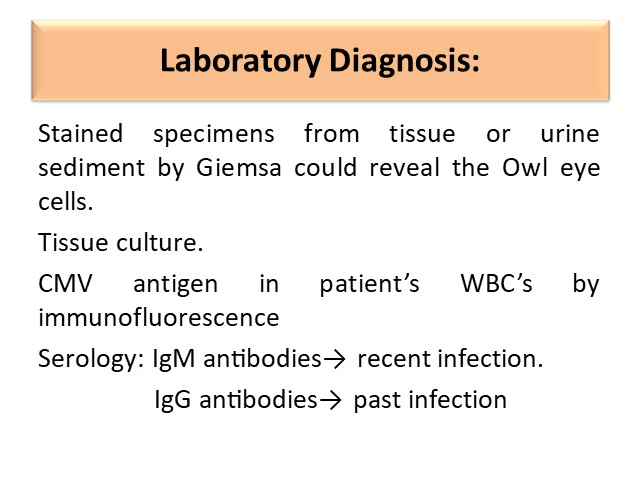 Laboratory Diagnosis:
Stained specimens from tissue or urine
sediment by Giemsa could reveal the Owl eye
cells.
Tissue culture.
CMV antigen in patient’s WBC’s by
immunofluorescence
Serology: IgM antibodies→ recent infection.
IgG antibodies→ past infection